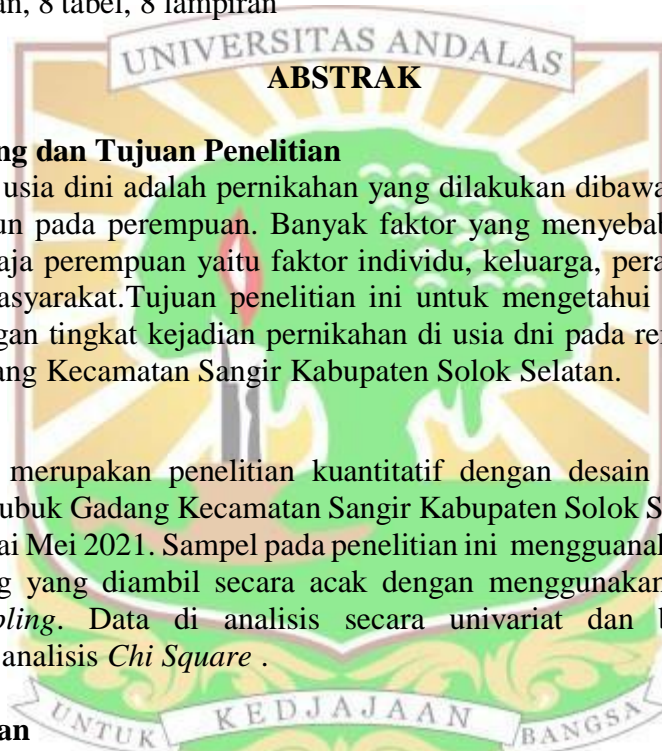 an, 8 tabel, 8 lampiran
UNIVERSITAS ANDALAS
ABSTRAK
ng dan Tujuan Penelitian
usia dini adalah pernikahan yang dilakukan dibawa
un pada perempuan. Banyak faktor yang menyebab
aja perempuan yaitu faktor individu, keluarga, pera
asyarakat.Tujuan penelitian ini untuk mengetahui
gan tingkat kejadian pernikahan di usia dni pada re
ang Kecamatan Sangir Kabupaten Solok Selatan.
merupakan penelitian kuantitatif dengan desain
ubuk Gadang Kecamatan Sangir Kabupaten Solok S
ai Mei 2021. Sampel pada penelitian ini mengguanal
g yang diambil secara acak dengan menggunakan
pling. Data di analisis secara univariat dan b
analisis Chi Square .
UNTUK KEDJAJAAN BANGSA
an